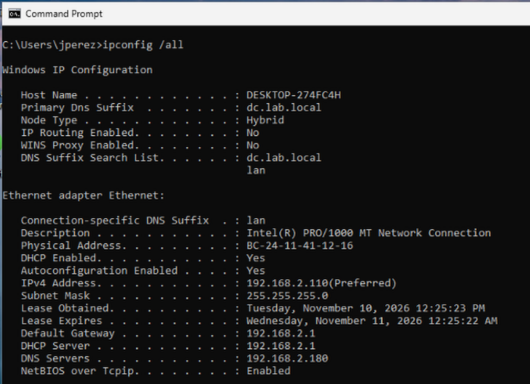 Command Prompt
C:\Users\jperez>ipconfig /all
Windows IP Configuration
Host Name . . . . . . . . . . . . : DESKTOP-274FC4H
Primary Dns Suffix  . . . . . . . : dc.lab.local
Node Type . . . . . . . . . . . . : Hybrid
IP Routing Enabled. . . . . . . . : No
WINS Proxy Enabled. . . . . . . . : No
DNS Suffix Search List. . . . . . : dc.lab.local
lan
Ethernet adapter Ethernet:
Connection-specific DNS Suffix  . : lan
Description . . . . . . . . . . . : Intel(R) PRO/1000 MT Network Connection
Physical Address. . . . . . . . . : BC-24-11-41-12-16
DHCP Enabled. . . . . . . . . . . : Yes
Autoconfiguration Enabled . . . . : Yes
IPv4 Address. . . . . . . . . . . : 192.168.2.110(Preferred)
Subnet Mask . . . . . . . . . . . : 255.255.255.0
Lease Obtained. . . . . . . . . . : Tuesday, November 10, 2026 12:25:23 PM
Lease Expires . . . . . . . . . . : Wednesday, November 11, 2026 12:25:22 AM
Default Gateway . . . . . . . . . : 192.168.2.1
DHCP Server . . . . . . . . . . . : 192.168.2.1
DNS Servers . . . . . . . . . . . : 192.168.2.180
NetBIOS over Tcpip. . . . . . . . : Enabled